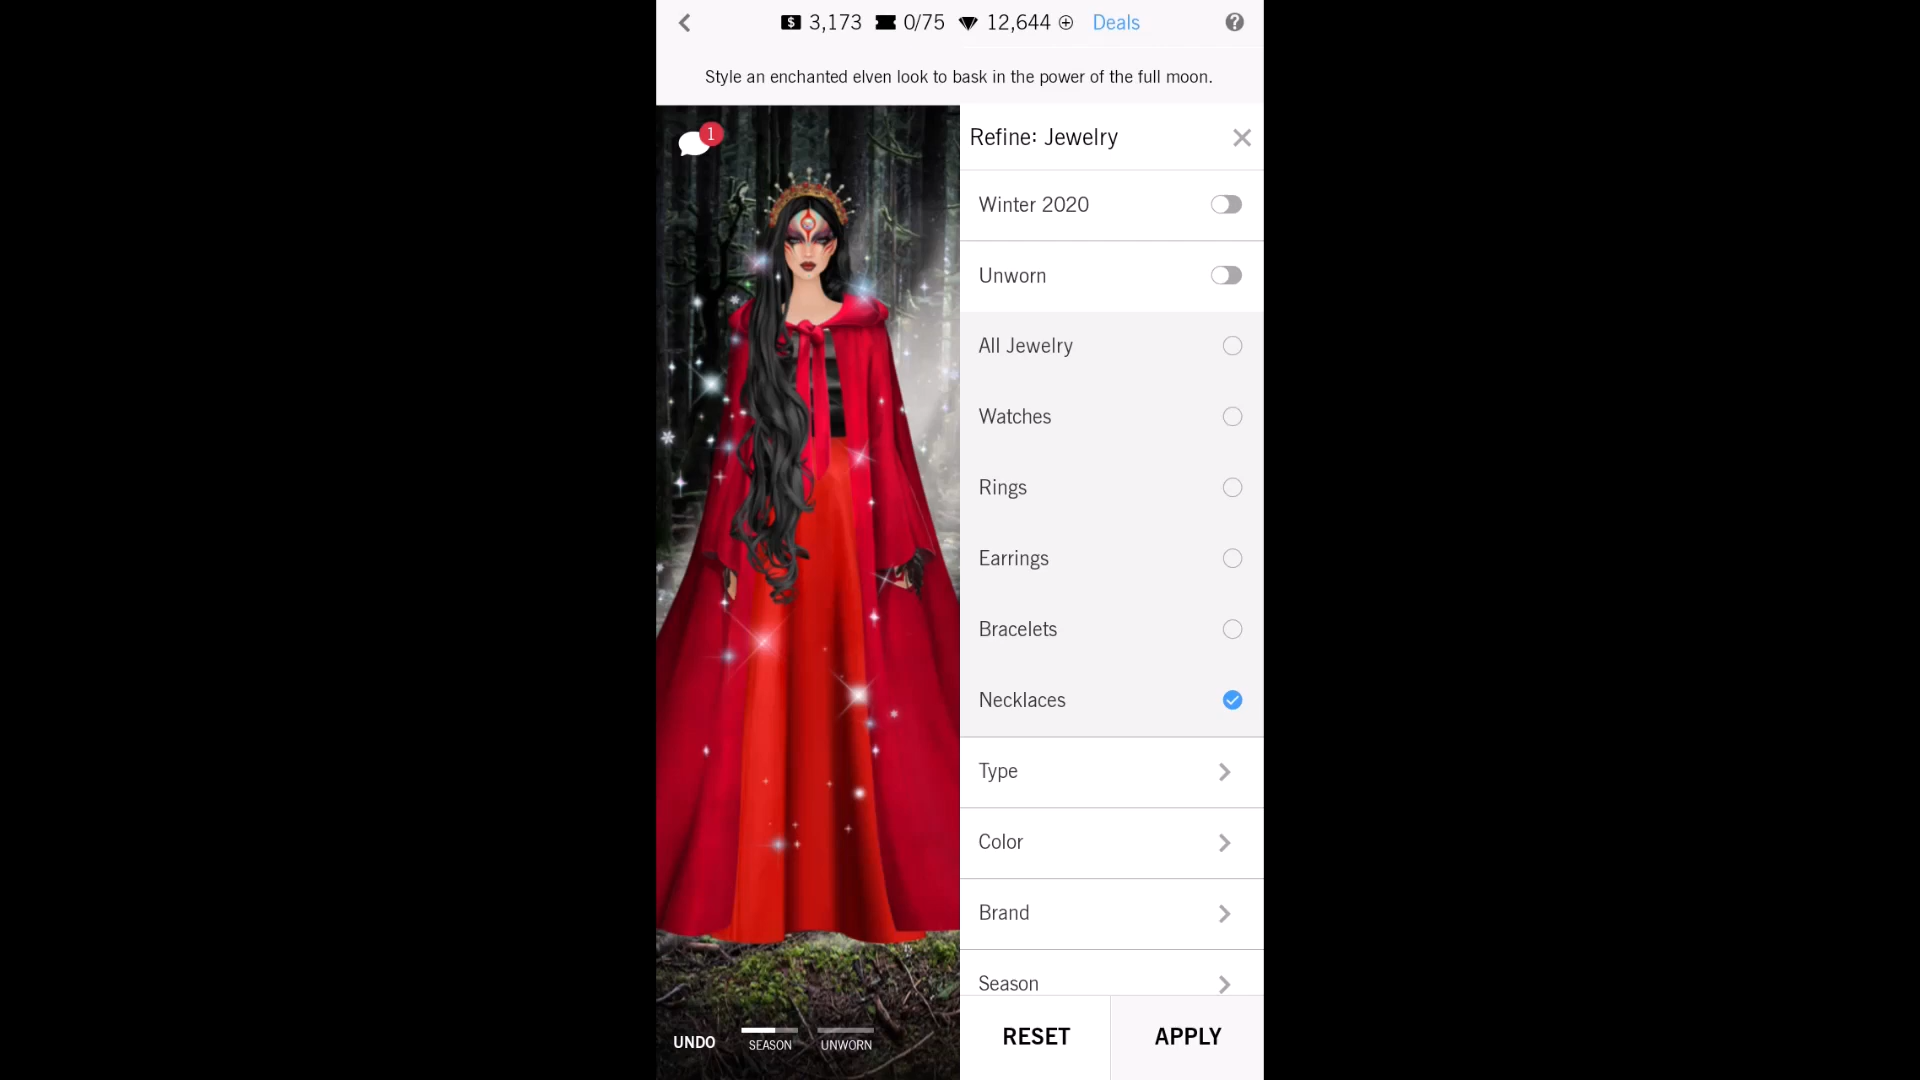 $ 3,173 0/75 12,644 Deals ?
Style an enchanted elven look to bask in the power of the full moon.
1
Refine: Jewelry
Winter 2020
Unworn
All Jewelry
Watches
Rings
Earrings
Bracelets
Necklaces
Type
Color
Brand
Season
UNDO
SEASON
UNWORN
RESET
APPLY